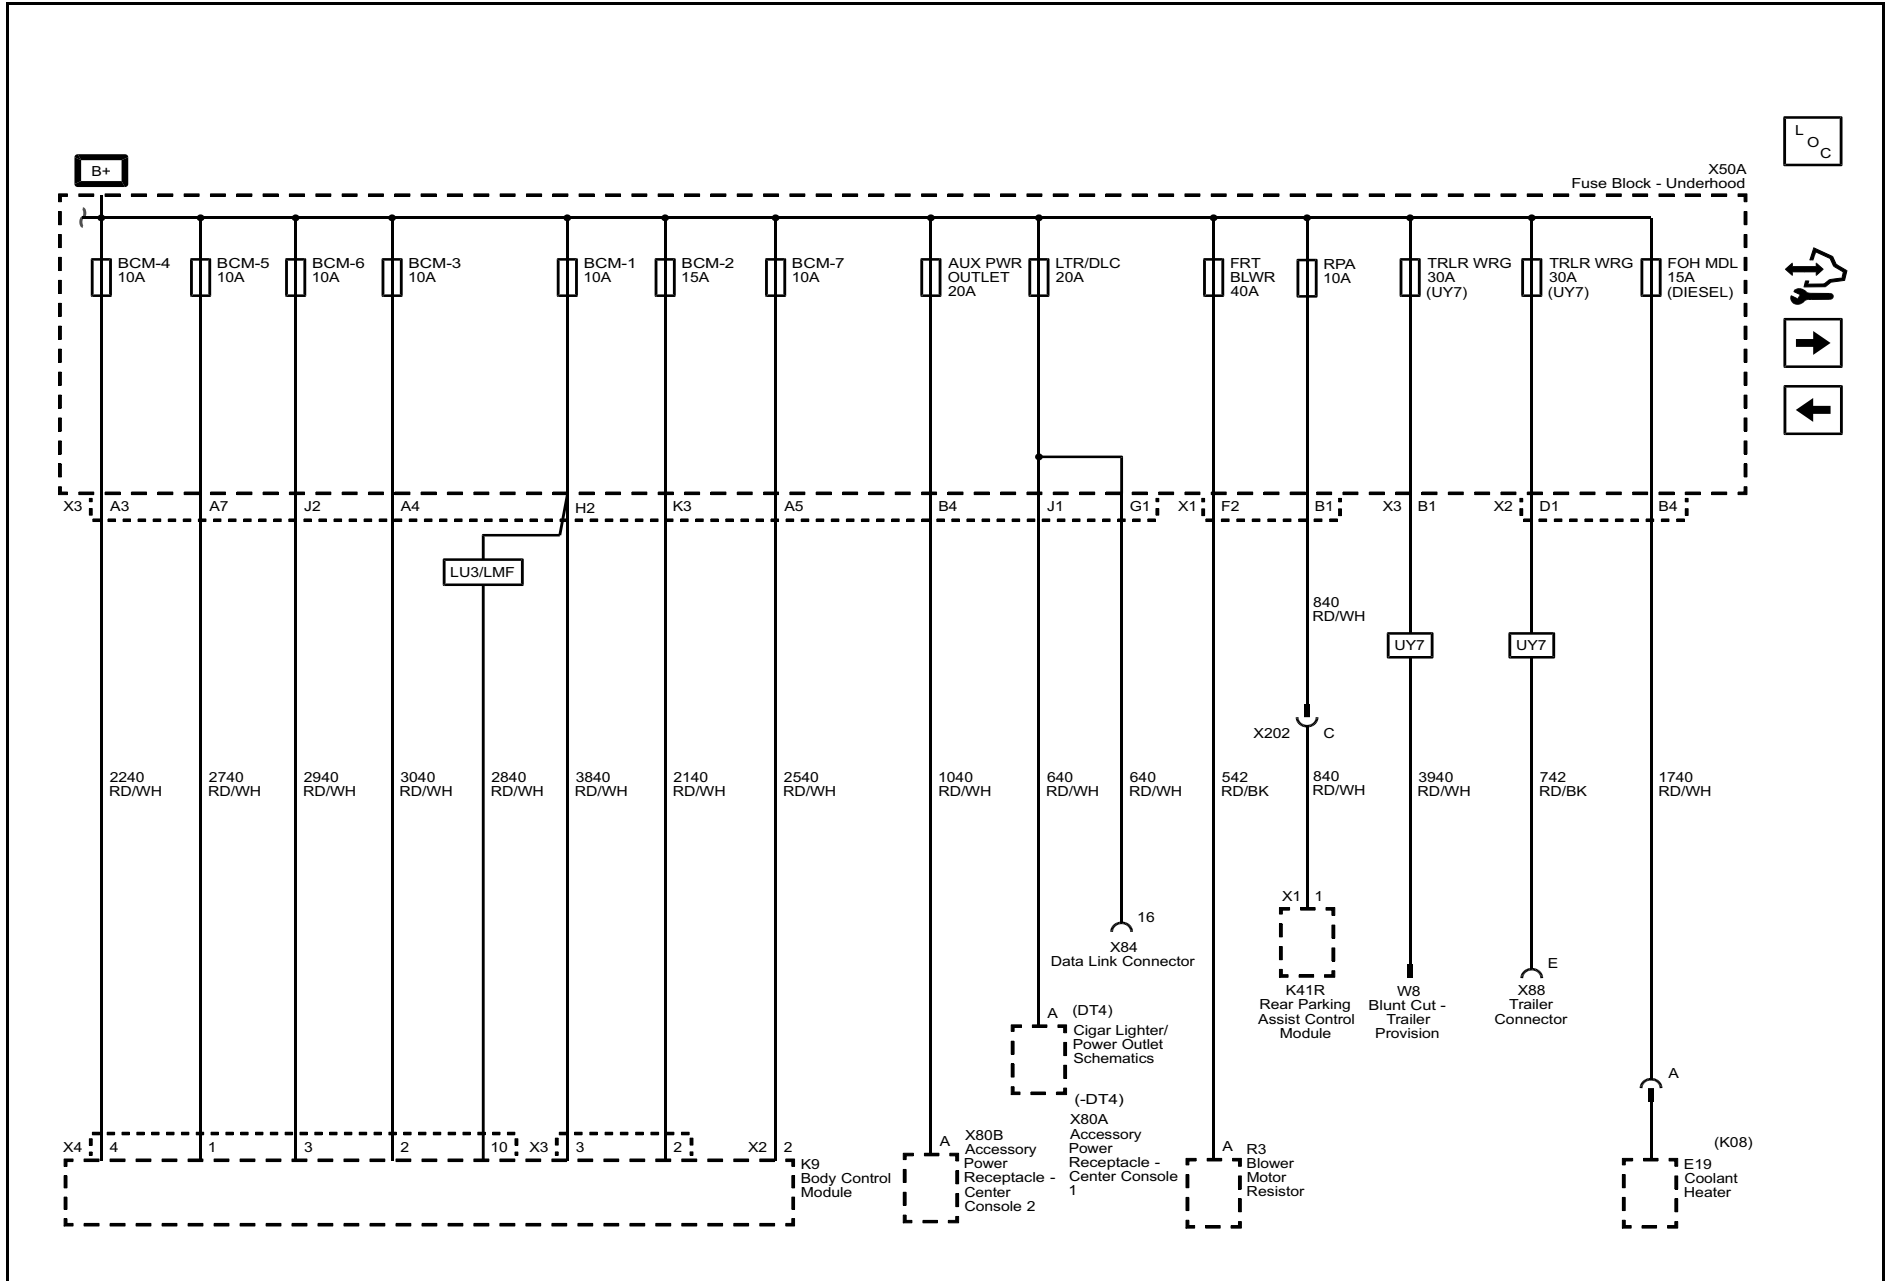 L
O
C
B+
X50A
Fuse Block - Underhood
BCM-4
10A
BCM-5
10A
BCM-6
10A
BCM-3
10A
BCM-1
10A
BCM-2
15A
BCM-7
10A
AUX PWR
OUTLET
20A
LTR/DLC
20A
FRT
BLWR
40A
RPA
10A
TRLR WRG
30A
(UY7)
TRLR WRG
30A
(UY7)
FOH MDL
15A
(DIESEL)
X3 A3 A7 J2 A4 H2 K3 A5 B4 J1 G1 X1 F2 B1 X3 B1 X2 D1 B4
LU3/LMF
840
RD/WH
UY7
UY7
X202 C
2240
RD/WH
2740
RD/WH
2940
RD/WH
3040
RD/WH
2840
RD/WH
3840
RD/WH
2140
RD/WH
2540
RD/WH
1040
RD/WH
640
RD/WH
640
RD/WH
542
RD/BK
840
RD/WH
3940
RD/WH
742
RD/BK
1740
RD/WH
16
X84
Data Link Connector
X1 1
K41R
Rear Parking
Assist Control
Module
W8
Blunt Cut -
Trailer
Provision
E
X88
Trailer
Connector
A (DT4)
Cigar Lighter/
Power Outlet
Schematics
(-DT4)
X80A
Accessory
Power
Receptacle -
Center Console
1
A
X4 4 1 3 2 10 X3 3 2 X2 2
K9
Body Control
Module
A
X80B
Accessory
Power
Receptacle -
Center
Console 2
A
R3
Blower
Motor
Resistor
(K08)
E19
Coolant
Heater